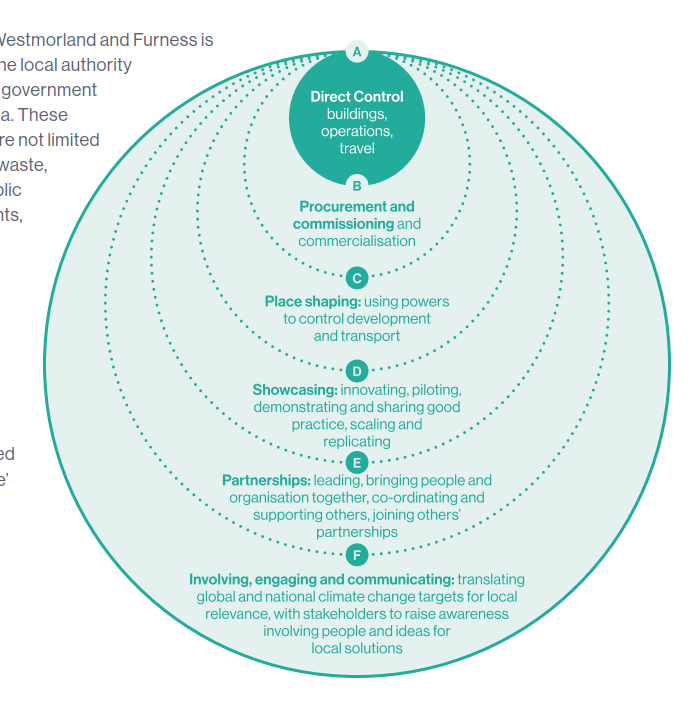 Westmorland and Furness is
he local authority
government
a. These
re not limited
waste,
blic
nts,
ed
e’
A
Direct Control
buildings,
operations,
travel
B
Procurement and
commissioning and
commercialisation
C
Place shaping: using powers
to control development
and transport
D
Showcasing: innovating, piloting,
demonstrating and sharing good
practice, scaling and
replicating
E
Partnerships: leading, bringing people and
organisation together, co-ordinating and
supporting others, joining others’
partnerships
F
Involving, engaging and communicating: translating
global and national climate change targets for local
relevance, with stakeholders to raise awareness
involving people and ideas for
local solutions